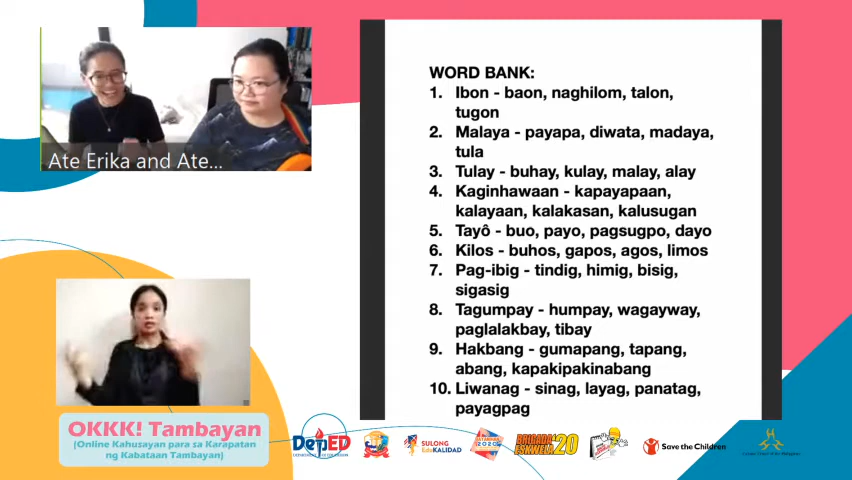 Ate Erika and Ate...
WORD BANK:
1. Ibon - baon, naghilom, talon,
tugon
2. Malaya - payapa, diwata, madaya,
tula
3. Tulay - buhay, kulay, malay, alay
4. Kaginhawaan - kapayapaan,
kalayaan, kalakasan, kalusugan
5. Tayô - buo, payo, pagsugpo, dayo
6. Kilos - buhos, gapos, agos, limos
7. Pag-ibig - tindig, himig, bisig,
sigasig
8. Tagumpay - humpay, wagayway,
paglalakbay, tibay
9. Hakbang - gumapang, tapang,
abang, kapakipakinabang
10. Liwanag - sinag, layag, panatag,
payagpag
OKKK! Tambayan
(Online Kahusayan para sa Karapatan
ng Kabataan Tambayan)
DepED
DEPARTMENT OF EDUCATION
SULONG
EduKALIDAD
BRIGADA
ESKWELA '20
Save the Children